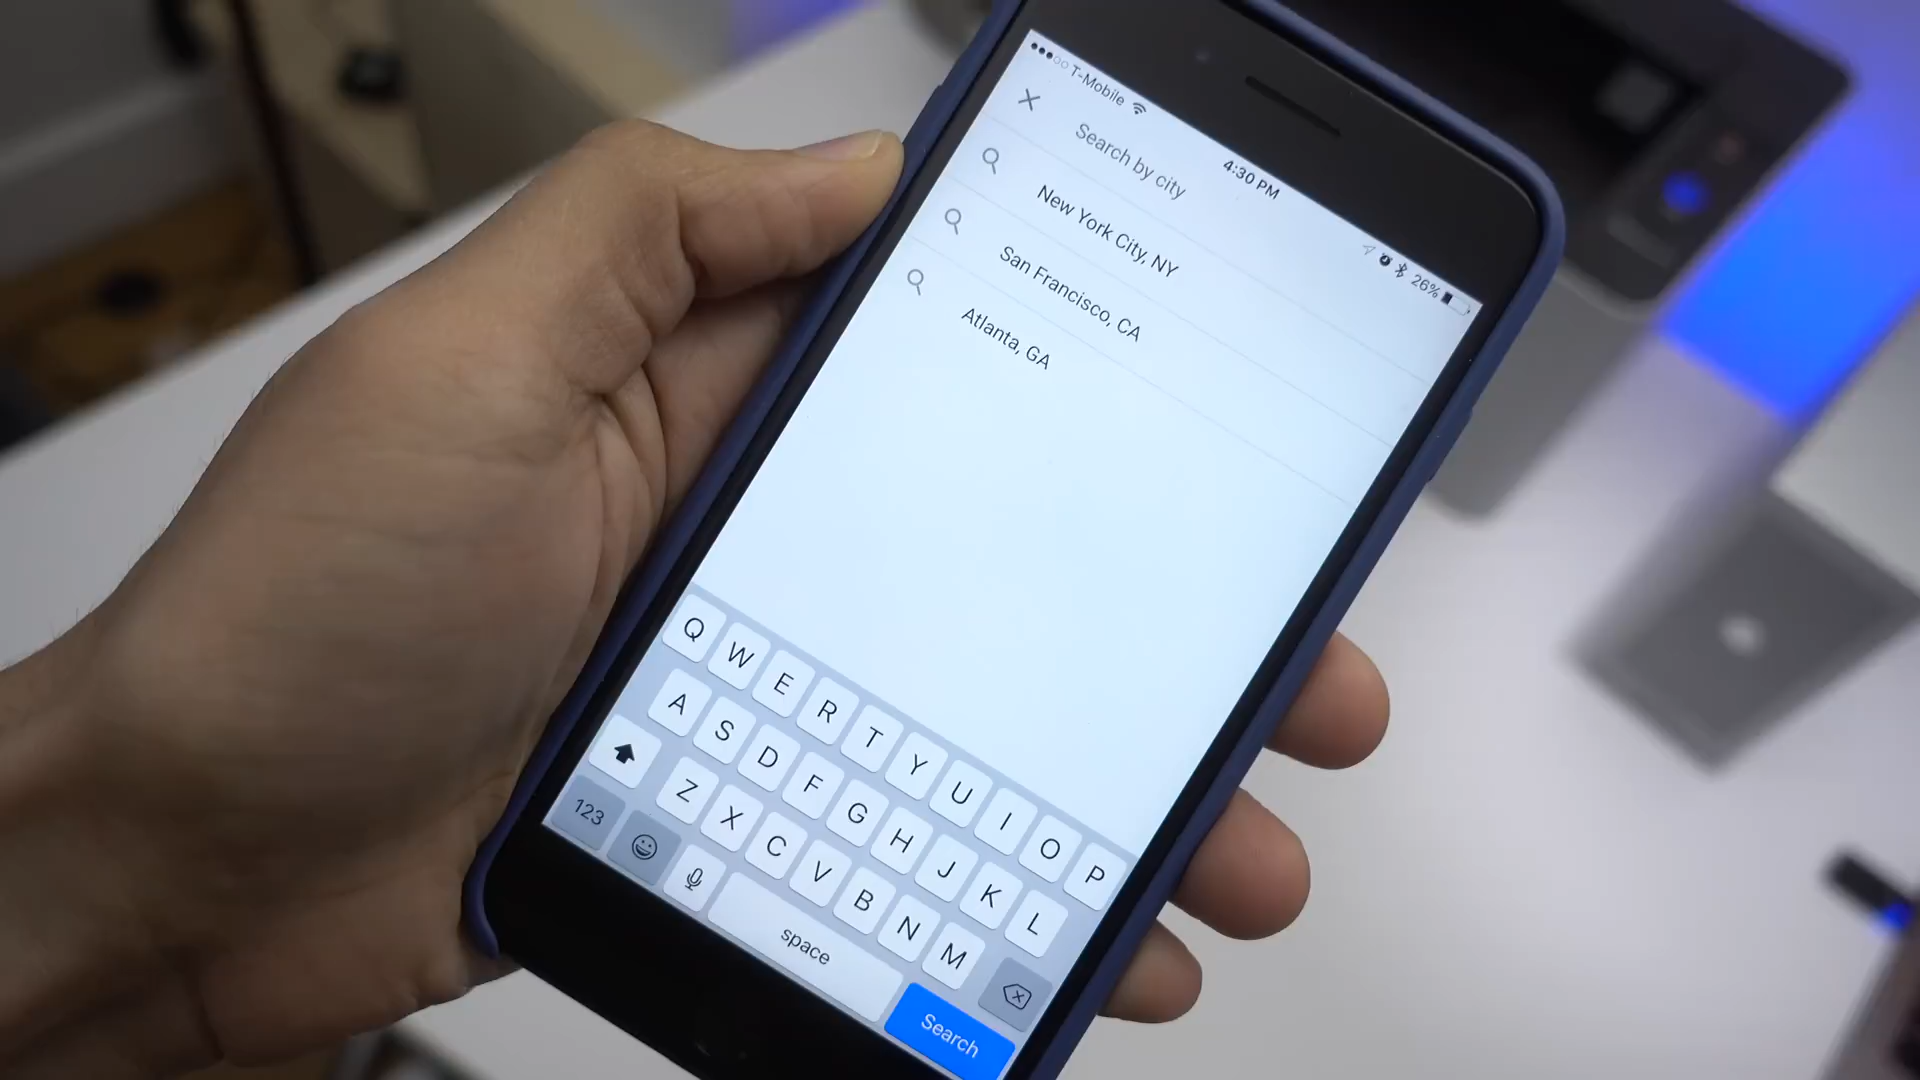 T-Mobile 4:30 PM 26%
Search by city
New York City, NY
San Francisco, CA
Atlanta, GA
Q W E R T Y U I O P
A S D F G H J K L
Z X C V B N M
123 space Search